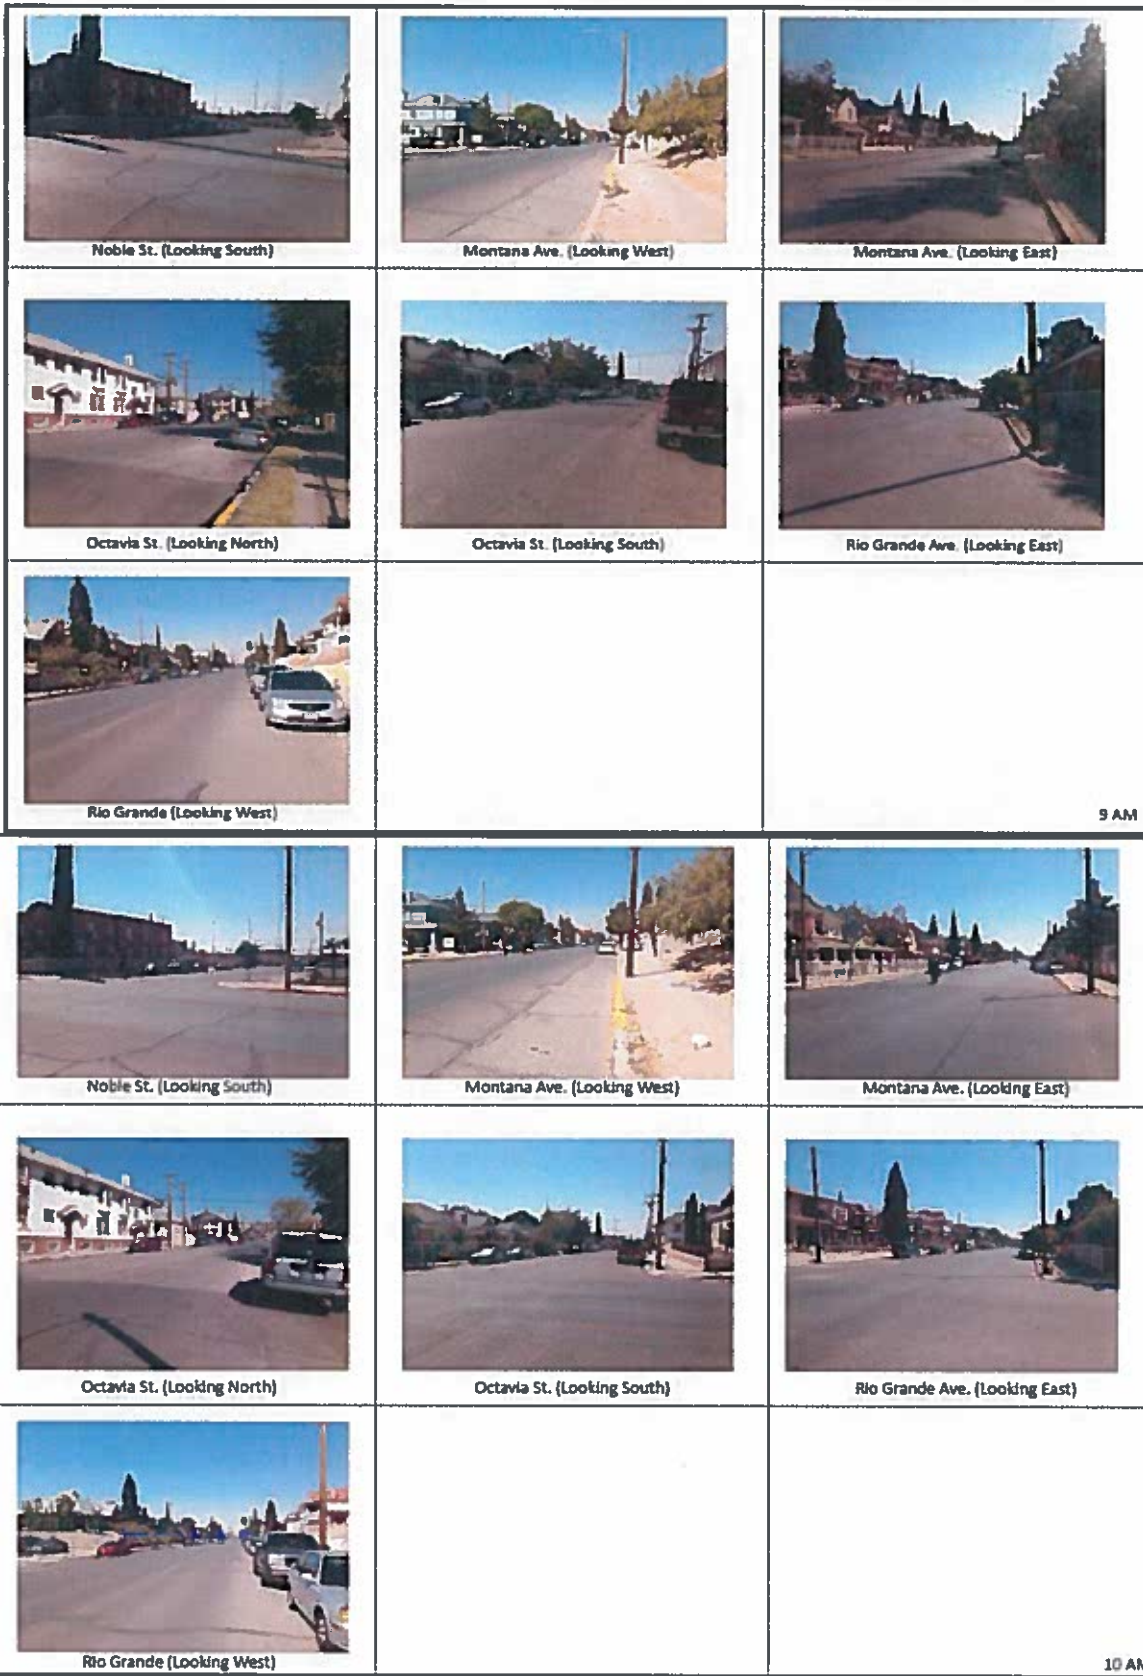 Noble St. (Looking South)
Montana Ave. (Looking West)
Montana Ave. (Looking East)
Octavia St. (Looking North)
Octavia St. (Looking South)
Rio Grande Ave. (Looking East)
Rio Grande (Looking West)
9 AM
Noble St. (Looking South)
Montana Ave. (Looking West)
Montana Ave. (Looking East)
Octavia St. (Looking North)
Octavia St. (Looking South)
Rio Grande Ave. (Looking East)
Rio Grande (Looking West)
10 AM